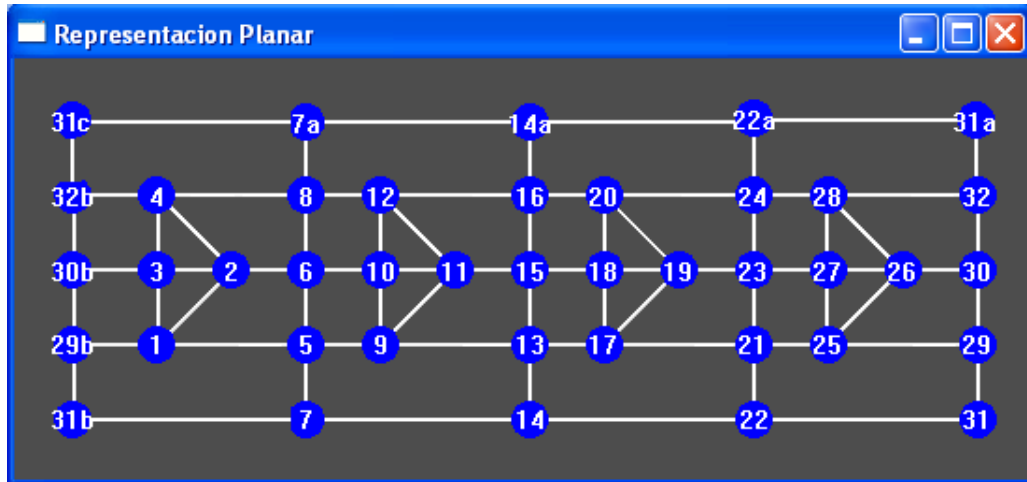 Representacion Planar
31c 7a 14a 22a 31a
32b 4 8 12 16 20 24 28 32
30b 3 2 6 10 11 15 18 19 23 27 26 30
29b 1 5 9 13 17 21 25 29
31b 7 14 22 31